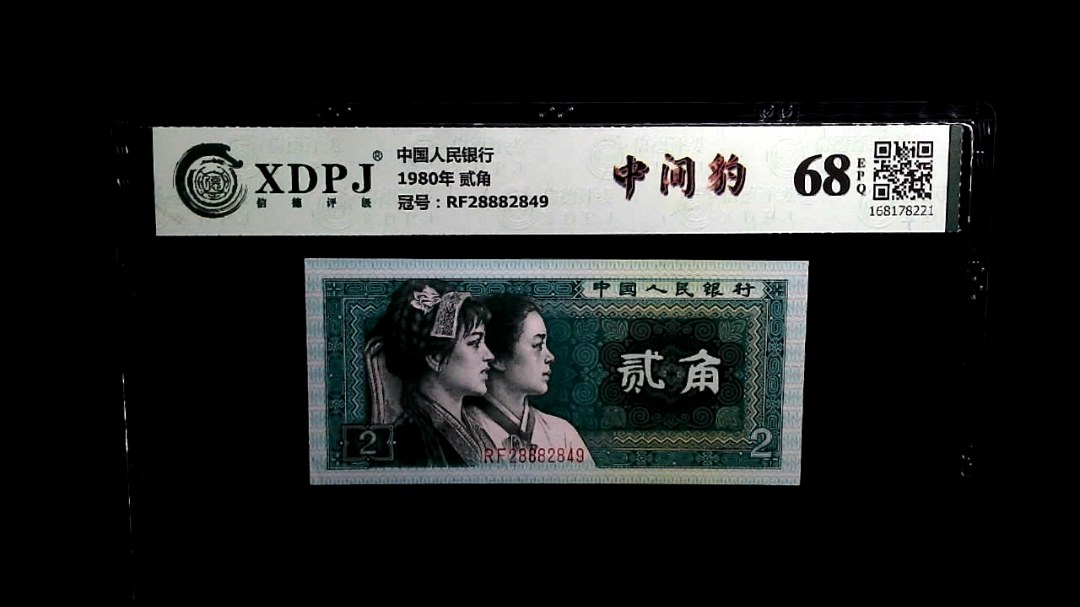 XDPJ®
信德评级
中国人民银行
1980年 贰角
冠号：RF28882849
中间豹
68
EPQ
168178221
中国人民银行
贰角
2
2
RF28882849